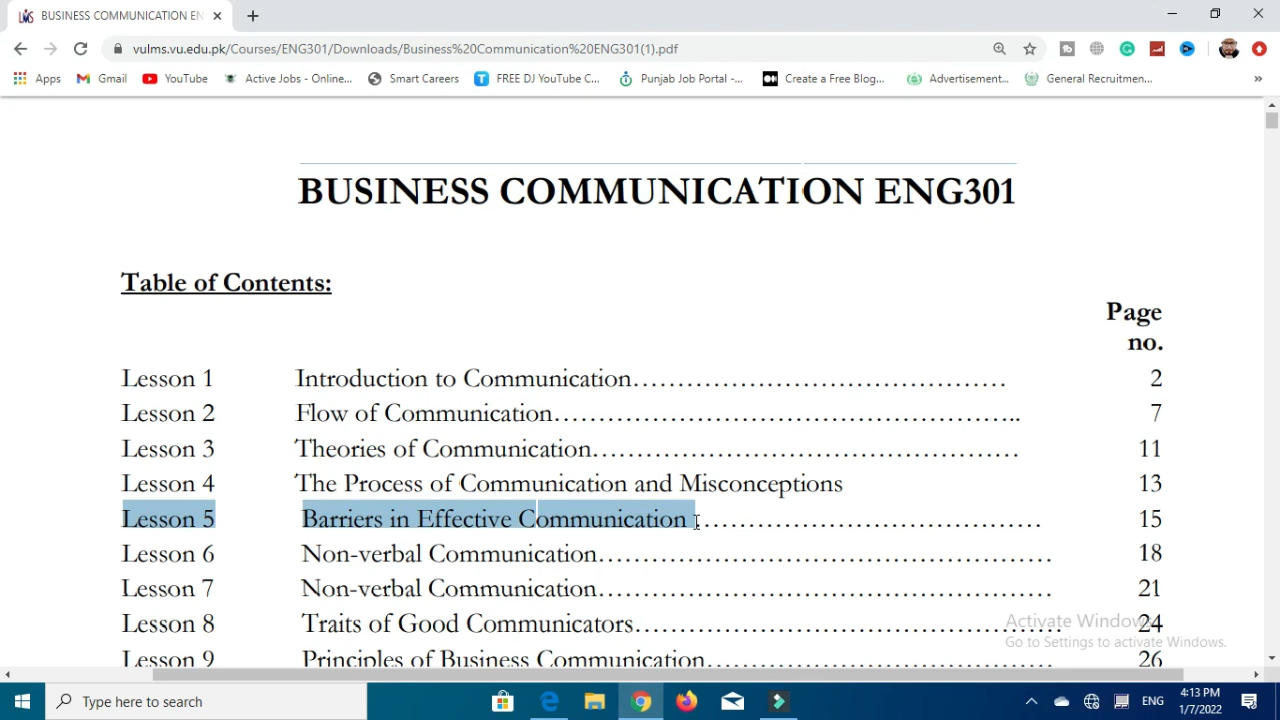 BUSINESS COMMUNICATION EN
vulms.vu.edu.pk/Courses/ENG301/Downloads/Business%20Communication%20ENG301(1).pdf
Apps Gmail YouTube Active Jobs - Online... Smart Careers FREE DJ YouTube C... Punjab Job Portal -... Create a Free Blog... Advertisement... General Recruitmen... »
BUSINESS COMMUNICATION ENG301
Table of Contents:
Page
no.
Lesson 1 Introduction to Communication…………………………………… 2
Lesson 2 Flow of Communication…………………………………………….. 7
Lesson 3 Theories of Communication………………………………………… 11
Lesson 4 The Process of Communication and Misconceptions 13
Lesson 5 Barriers in Effective Communication ………………………………… 15
Lesson 6 Non-verbal Communication…………………………………………… 18
Lesson 7 Non-verbal Communication…………………………………………… 21
Lesson 8 Traits of Good Communicators………………………………………… 24
Lesson 9 Principles of Business Communication………………………………… 26
Activate Windows
Go to Settings to activate Windows.
Type here to search
ENG
4:13 PM
1/7/2022